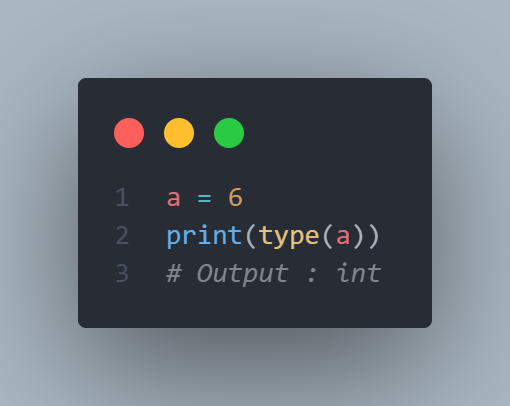 1 a = 6
2 print(type(a))
3 # Output : int